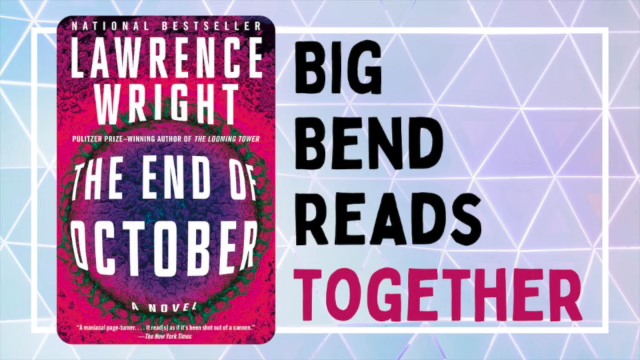 NATIONAL BESTSELLER
LAWRENCE
WRIGHT
PULITZER PRIZE–WINNING AUTHOR OF THE LOOMING TOWER
THE END OF
OCTOBER
A NOVEL
"A maniacal page-turner. . . . It read[s] as if it's been shot out of a cannon."
—The New York Times
BIG
BEND
READS
TOGETHER